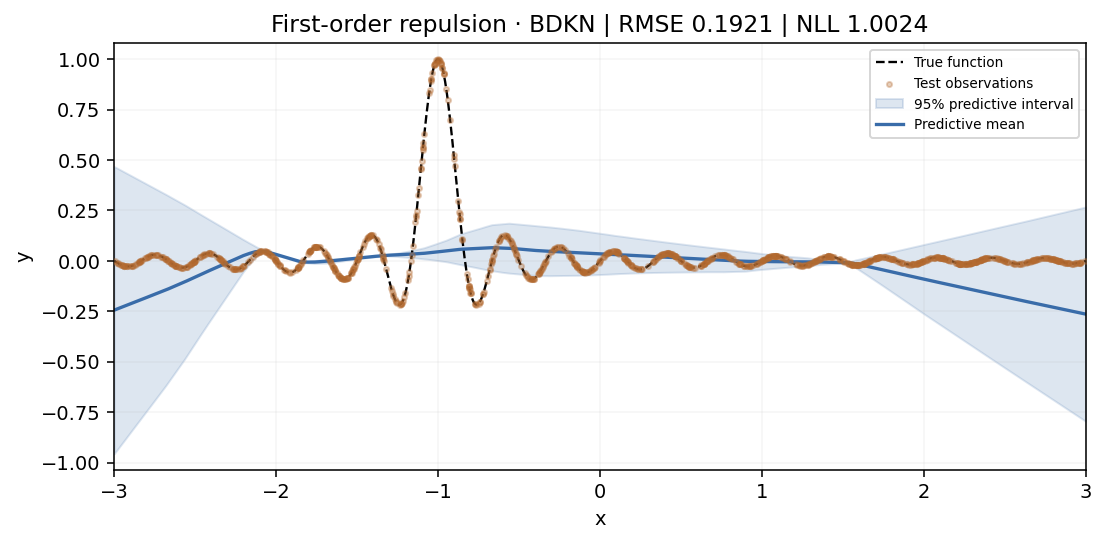 First-order repulsion · BDKN | RMSE 0.1921 | NLL 1.0024
True function
Test observations
95% predictive interval
Predictive mean
1.00
0.75
0.50
0.25
0.00
−0.25
−0.50
−0.75
−1.00
y
−3
−2
−1
0
1
2
3
x